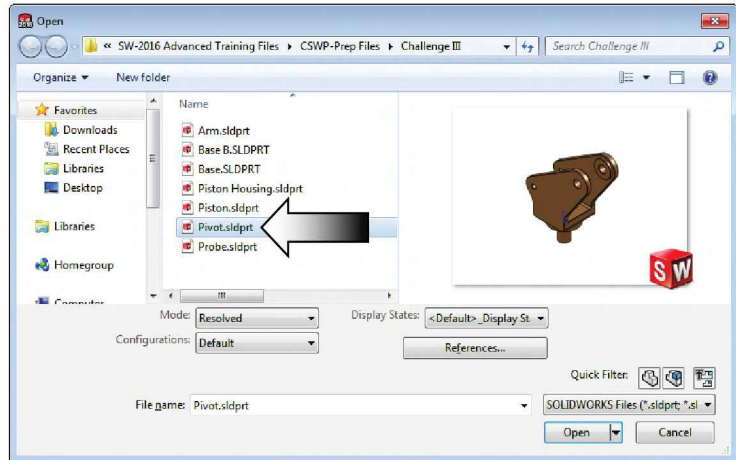 Open
« SW-2016 Advanced Training Files ▸ CSWP-Prep Files ▸ Challenge III
Search Challenge III
Organize New folder
Favorites
Downloads
Recent Places
Libraries
Desktop
Libraries
Homegroup
Computer
Name
Arm.sldprt
Base B.SLDPRT
Base.SLDPRT
Piston Housing.sldprt
Piston.sldprt
Pivot.sldprt
Probe.sldprt
SW
Mode: Resolved
Display States: <Default>_Display St
Configurations: Default
References...
Quick Filter:
File name: Pivot.sldprt
SOLIDWORKS Files (*.sldprt; *.sl
Open
Cancel